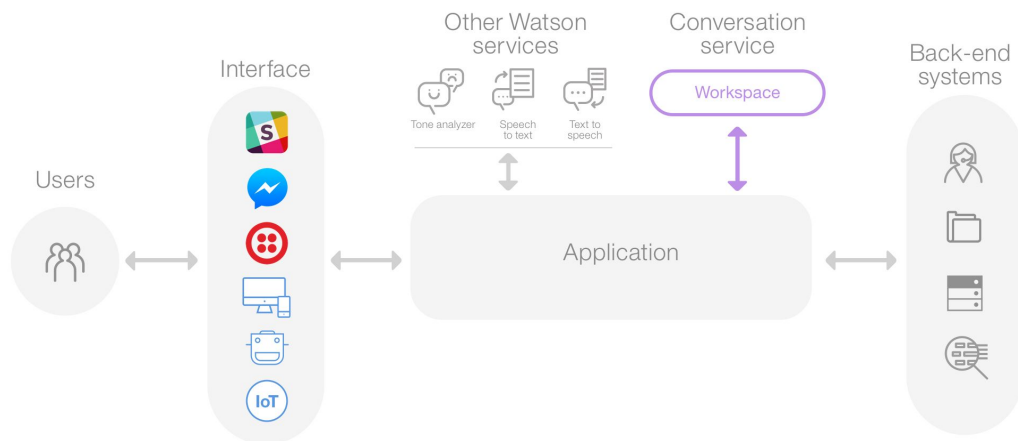 Users
Interface
S
IoT
Other Watson
services
Tone analyzer
Speech
to text
Text to
speech
Conversation
service
Workspace
Application
Back-end
systems